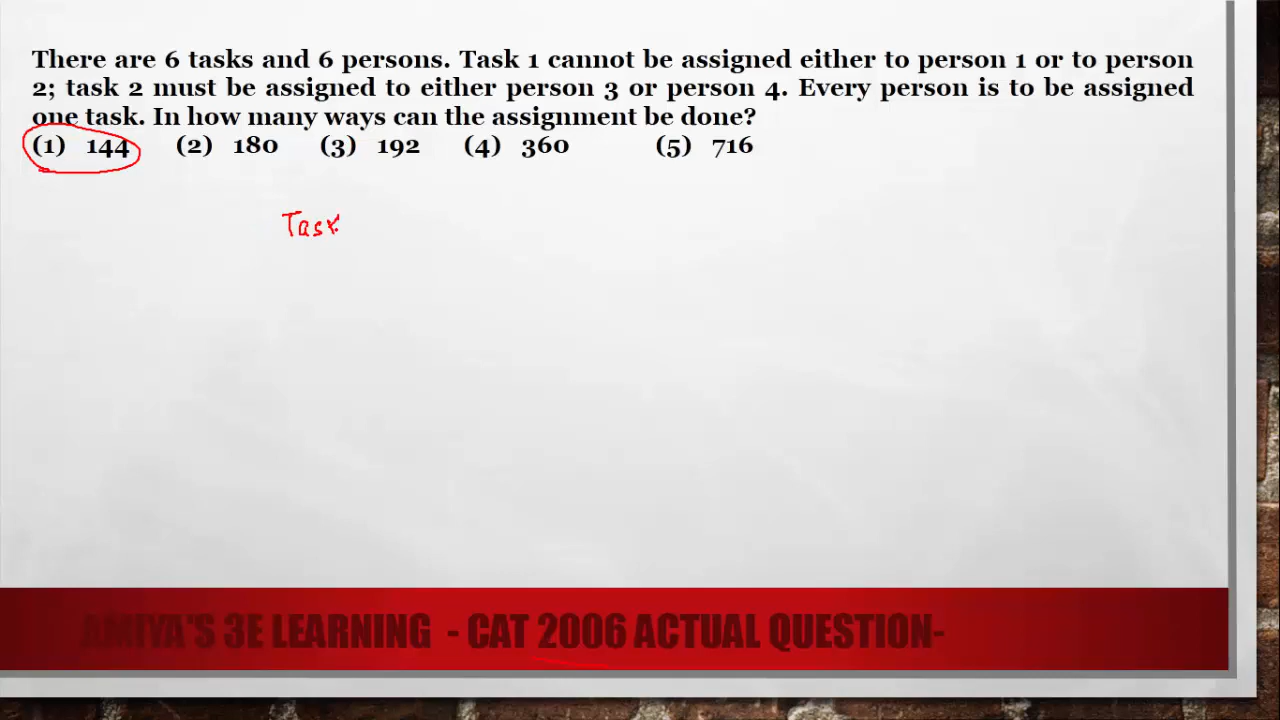 There are 6 tasks and 6 persons. Task 1 cannot be assigned either to person 1 or to person
2; task 2 must be assigned to either person 3 or person 4. Every person is to be assigned
one task. In how many ways can the assignment be done?
(1) 144 (2) 180 (3) 192 (4) 360 (5) 716
Task
AMIYA'S 3E LEARNING - CAT 2006 ACTUAL QUESTION-